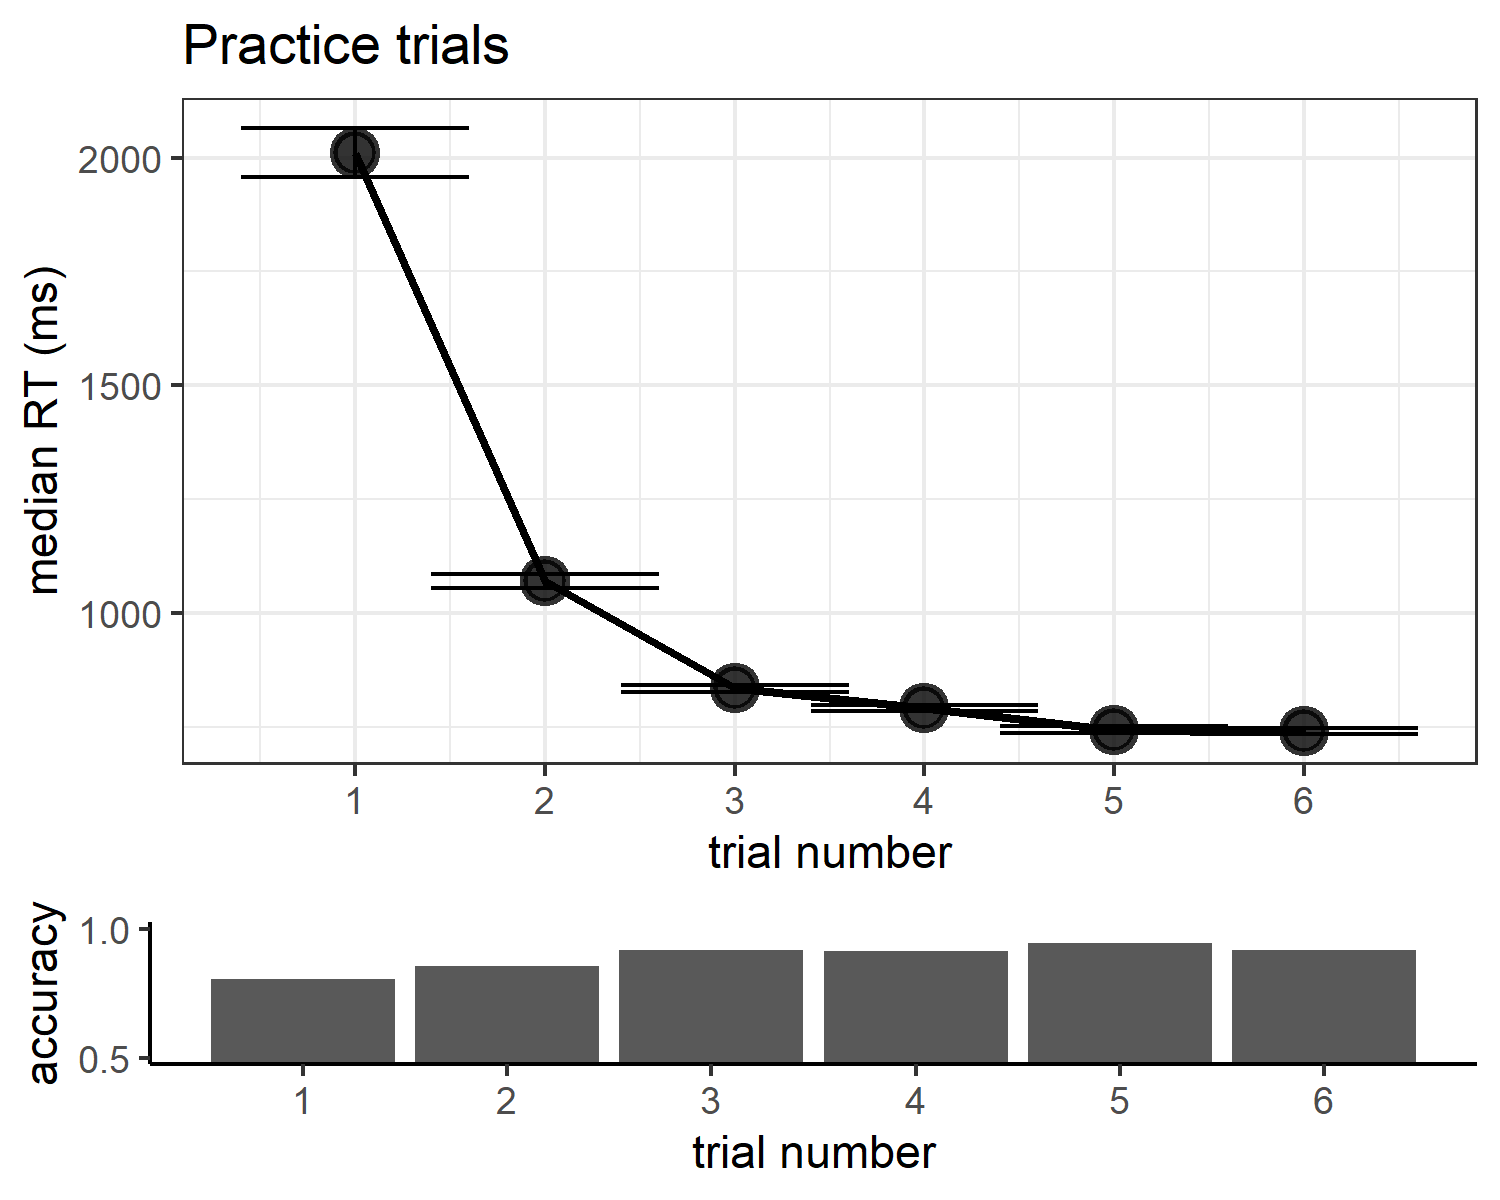 Practice trials
median RT (ms)
2000
1500
1000
1 2 3 4 5 6
trial number
accuracy
1.0
0.5
1 2 3 4 5 6
trial number